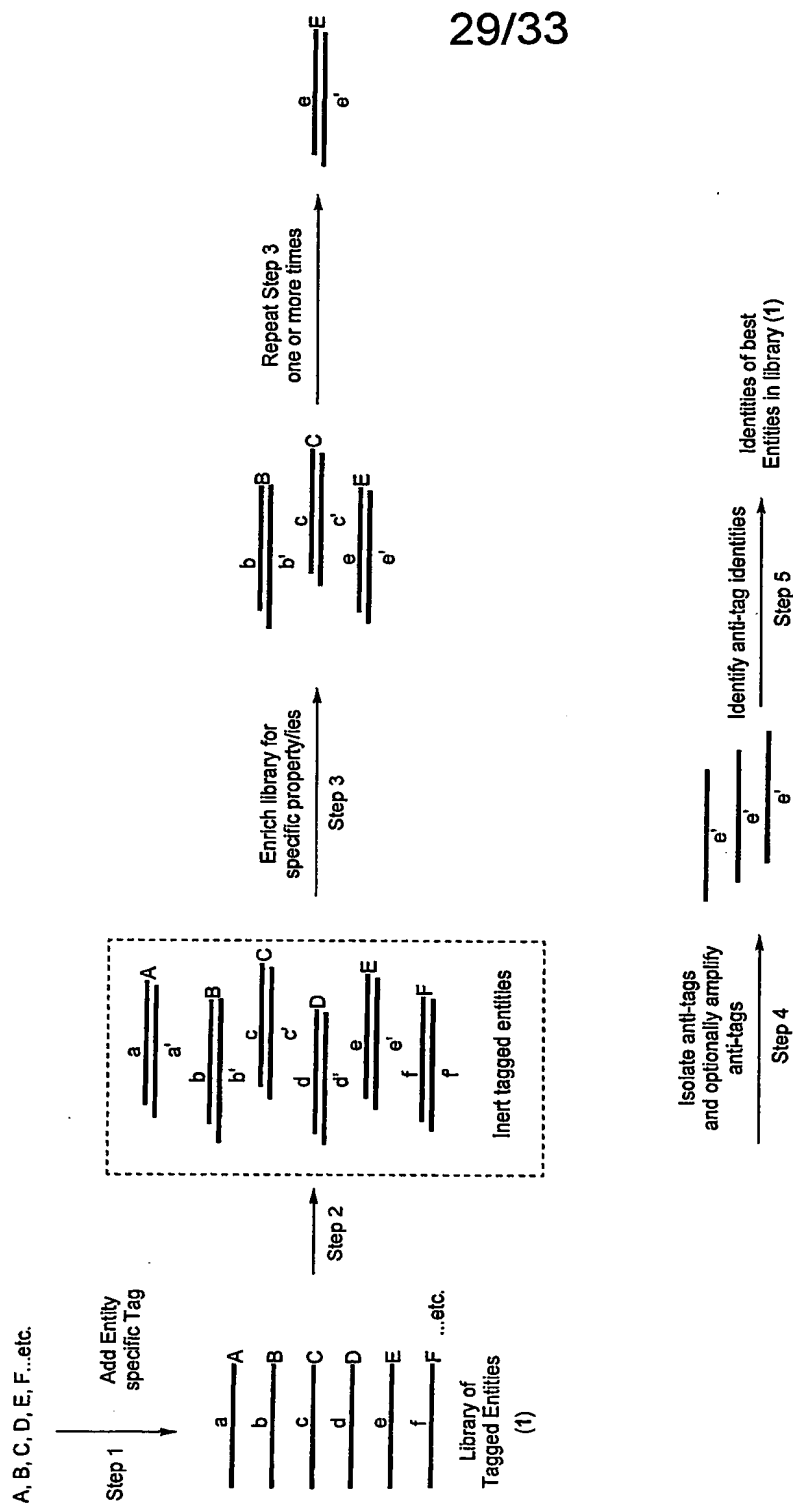 29/33
A, B, C, D, E, F...etc.
Step 1
Add Entity
specific Tag
a
A
b
B
c
C
d
D
e
E
f
F
...etc.
Library of
Tagged Entities
(1)
Step 2
a
A
a'
b
B
b'
c
C
c'
d
D
d'
e
E
e'
f
F
f'
Inert tagged entities
Enrich library for
specific property/ies
Step 3
b
B
b'
c
C
c'
e
E
e'
Repeat Step 3
one or more times
e
E
e'
Isolate anti-tags
and optionally amplify
anti-tags
Step 4
e'
e'
e'
Identify anti-tag identities
Step 5
Identities of best
Entities in library (1)